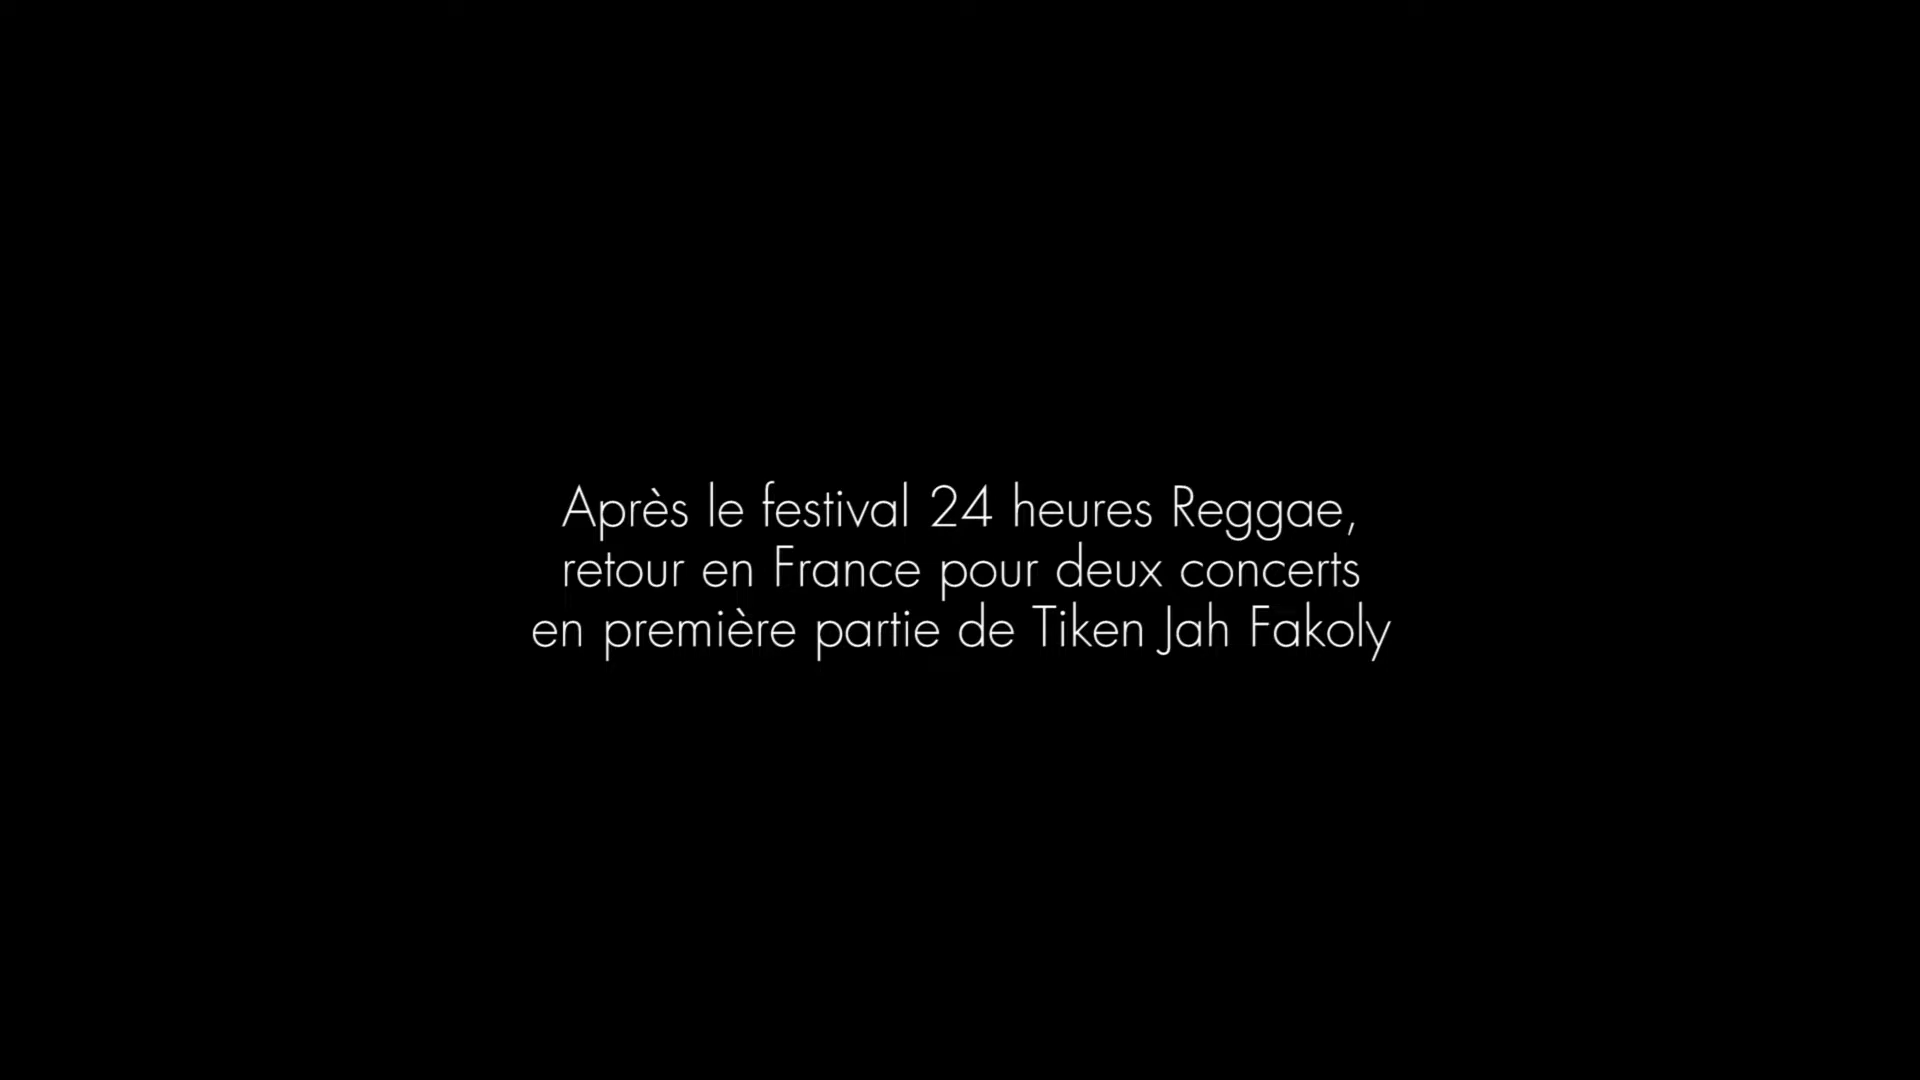 Après le festival 24 heures Reggae,
retour en France pour deux concerts
en première partie de Tiken Jah Fakoly